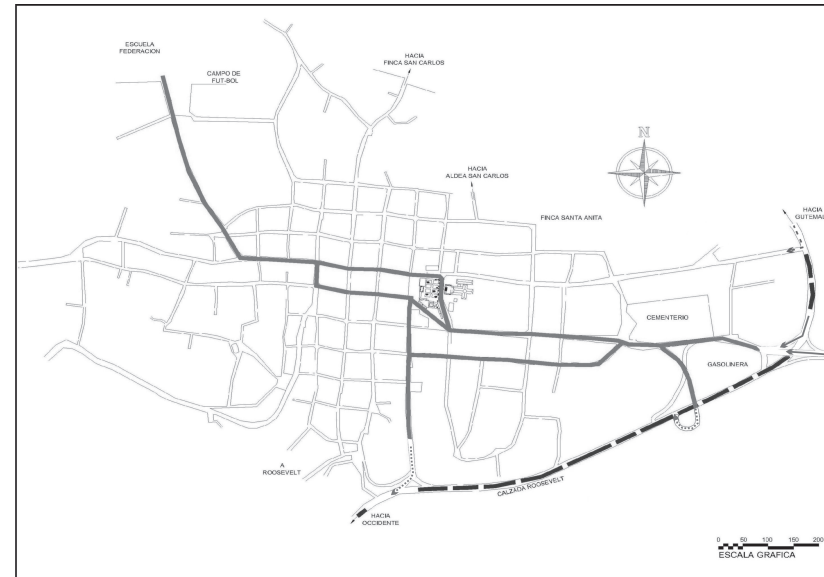 ESCUELA
FEDERACION
CAMPO DE
FUT-BOL
HACIA
FINCA SAN CARLOS
N
HACIA
ALDEA SAN CARLOS
FINCA SANTA ANITA
HACIA
GUTEMAL
CEMENTERIO
GASOLINERA
CALZADA ROOSEVELT
A
ROOSEVELT
HACIA
OCCIDENTE
0 50 100 150 200
ESCALA GRAFICA